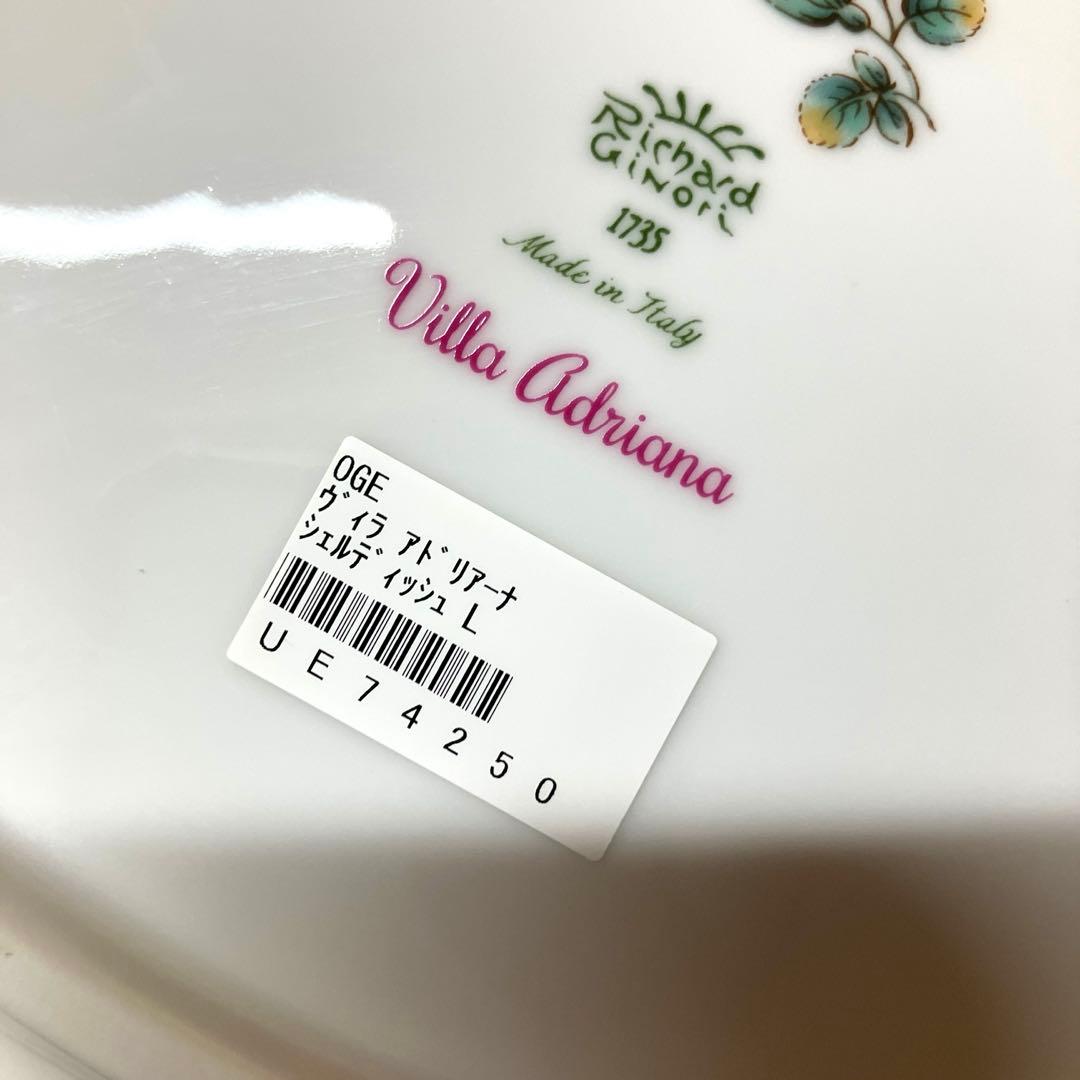 Richard
Ginori
1735
Made in Italy
Villa Adriana
OGE
ヴィラ アドリアーナ
シェルディッシュ L
UE74250